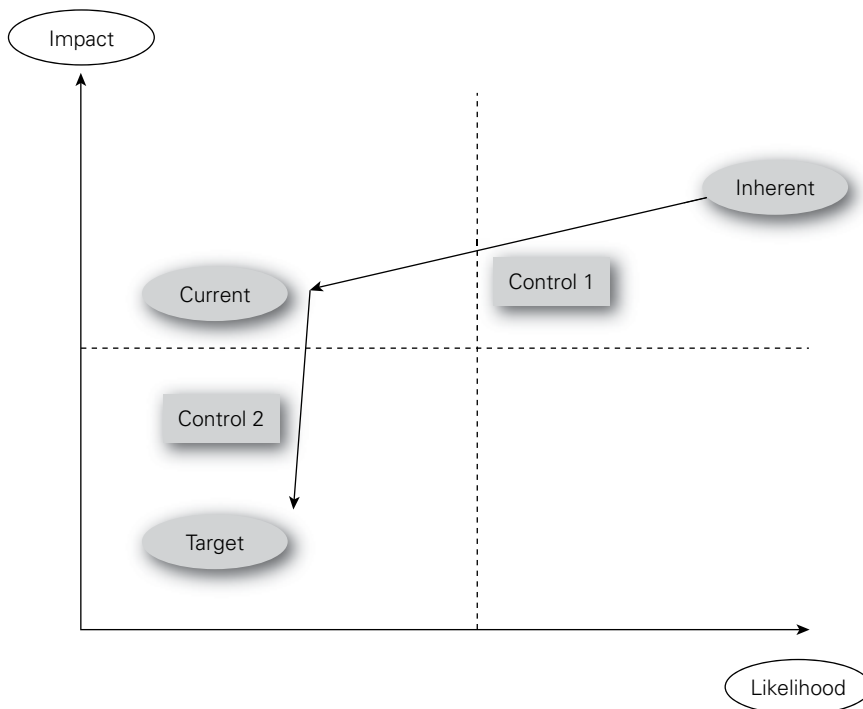 Impact
Inherent
Current
Control 1
Control 2
Target
Likelihood